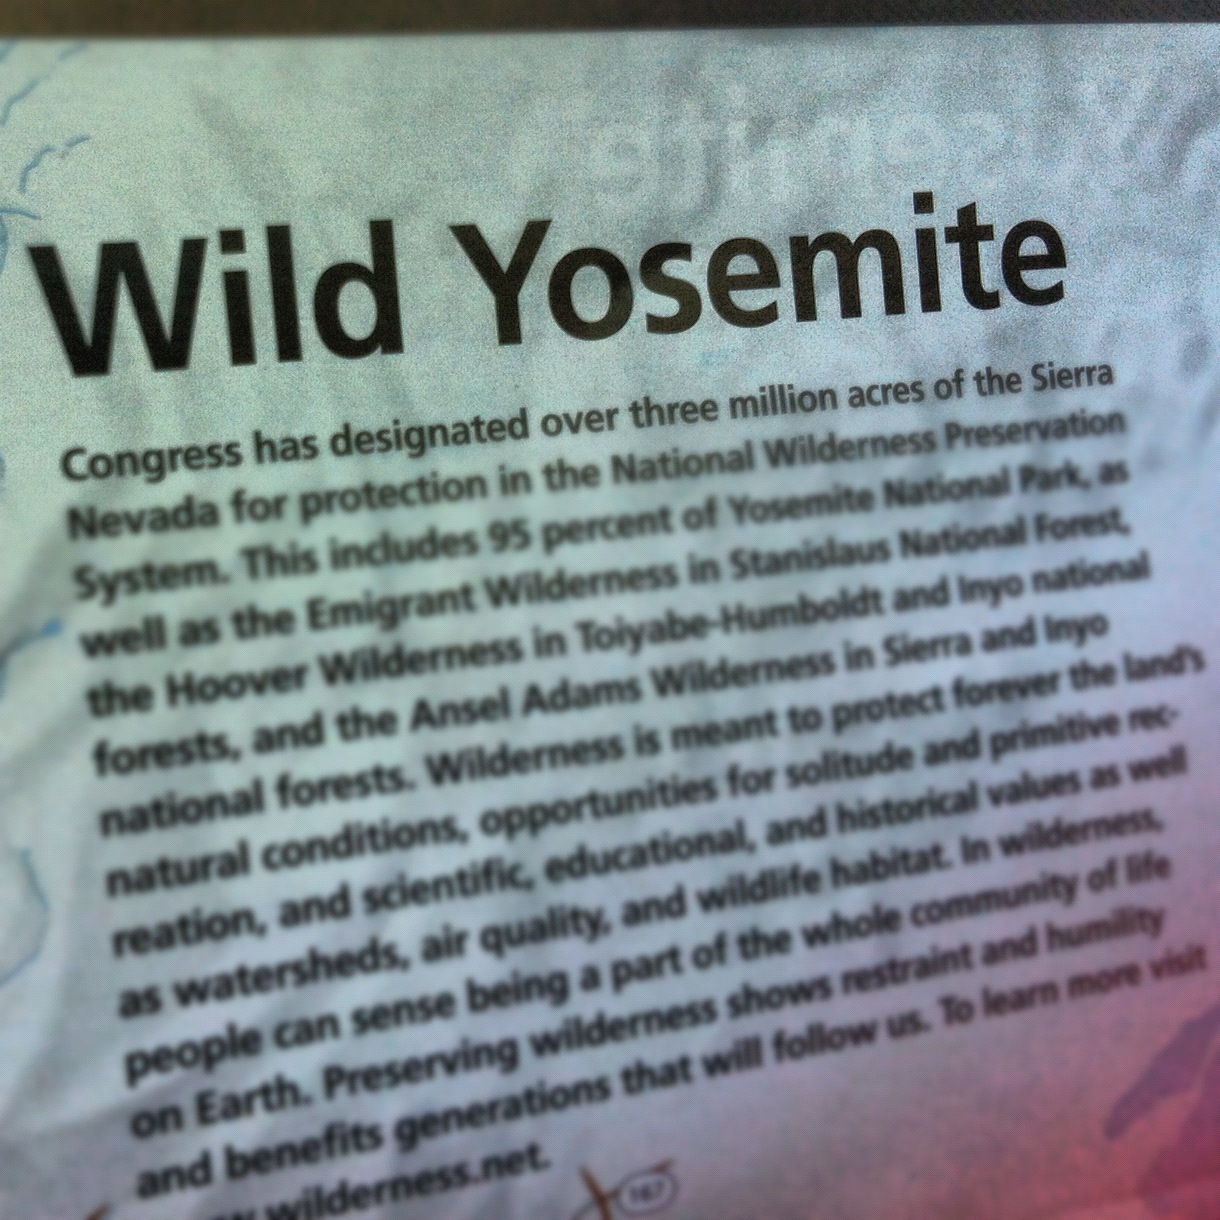 Wild Yosemite
Congress has designated over three million acres of the Sierra
Nevada for protection in the National Wilderness Preservation
System. This includes 95 percent of Yosemite National Park, as
well as the Emigrant Wilderness in Stanislaus National Forest,
the Hoover Wilderness in Toiyabe-Humboldt and Inyo national
forests, and the Ansel Adams Wilderness in Sierra and Inyo
national forests. Wilderness is meant to protect forever the land's
natural conditions, opportunities for solitude and primitive rec-
reation, and scientific, educational, and historical values as well
as watersheds, air quality, and wildlife habitat. In wilderness,
people can sense being a part of the whole community of life
on Earth. Preserving wilderness shows restraint and humility
and benefits generations that will follow us. To learn more visit
www.wilderness.net.
167